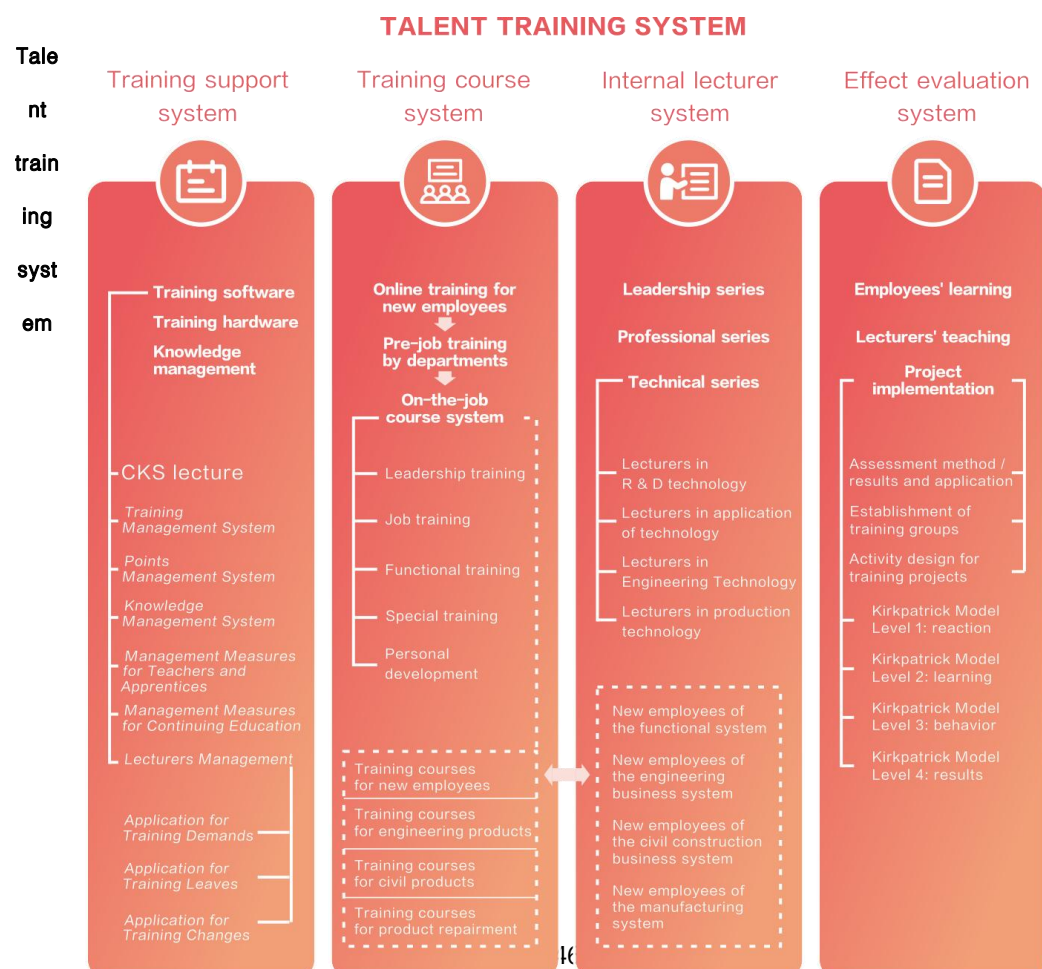 TALENT TRAINING SYSTEM
Tale
nt
train
ing
syst
em
Training support
system
Training software
Training hardware
Knowledge
management
CKS lecture
Training
Management System
Points
Management System
Knowledge
Management System
Management Measures
for Teachers and
Apprentices
Management Measures
for Continuing Education
Lecturers Management
Application for
Training Demands
Application for
Training Leaves
Application for
Training Changes
Training course
system
Online training for
new employees
Pre-job training
by departments
On-the-job
course system
Leadership training
Job training
Functional training
Special training
Personal
development
Training courses
for new employees
Training courses
for engineering products
Training courses
for civil products
Training courses
for product repairment
Internal lecturer
system
Leadership series
Professional series
Technical series
Lecturers in
R & D technology
Lecturers in application
of technology
Lecturers in
Engineering Technology
Lecturers in production
technology
New employees of
the functional system
New employees of
the engineering
business system
New employees of
the civil construction
business system
New employees of
the manufacturing
system
Effect evaluation
system
Employees' learning
Lecturers' teaching
Project
implementation
Assessment method /
results and application
Establishment of
training groups
Activity design for
training projects
Kirkpatrick Model
Level 1: reaction
Kirkpatrick Model
Level 2: learning
Kirkpatrick Model
Level 3: behavior
Kirkpatrick Model
Level 4: results